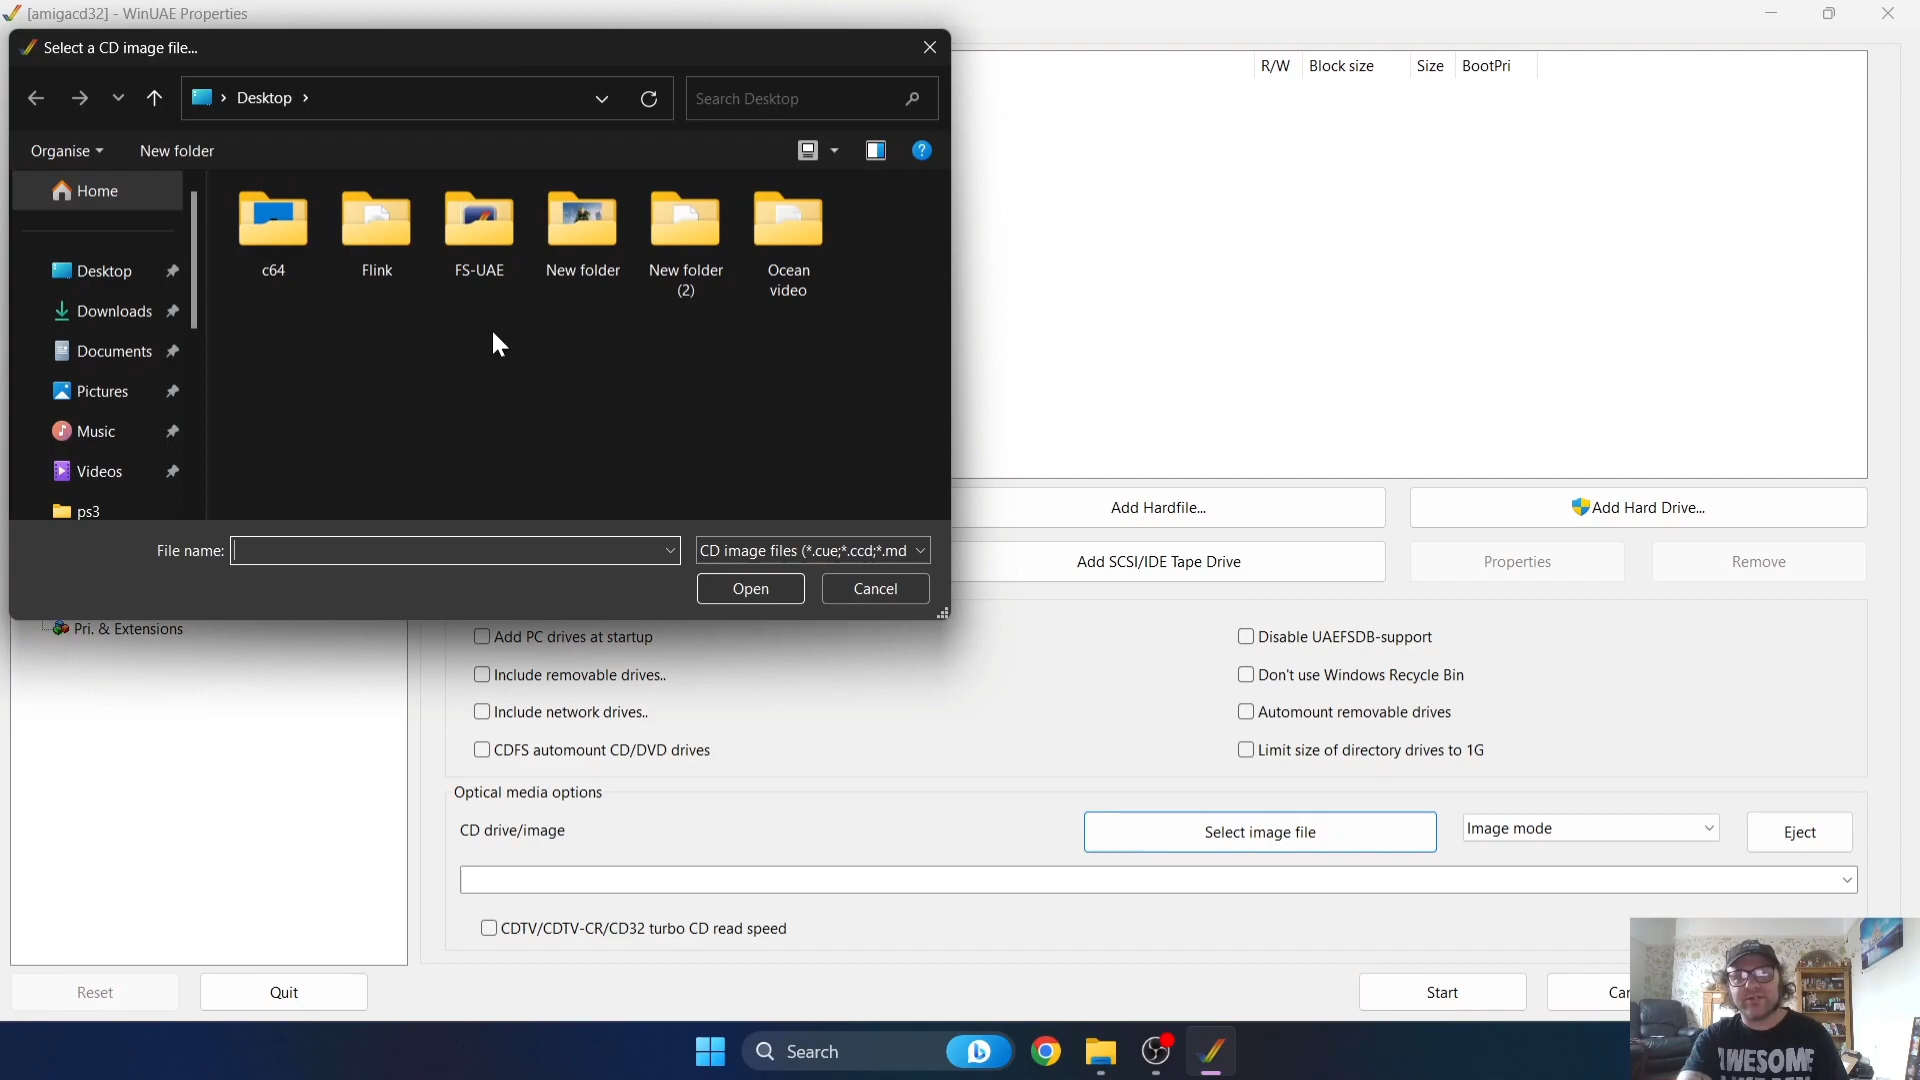 [amigacd32] - WinUAE Properties
Select a CD image file...
Desktop
Search Desktop
Organise
New folder
Home
Desktop
Downloads
Documents
Pictures
Music
Videos
ps3
c64
Flink
FS-UAE
New folder
New folder
(2)
Ocean
video
File name:
CD image files (*.cue;*.ccd;*.md
Open
Cancel
R/W
Block size
Size
BootPri
Add Hardfile...
Add Hard Drive...
Add SCSI/IDE Tape Drive
Properties
Remove
Pri. & Extensions
Add PC drives at startup
Include removable drives..
Include network drives..
CDFS automount CD/DVD drives
Disable UAEFSDB-support
Don't use Windows Recycle Bin
Automount removable drives
Limit size of directory drives to 1G
Optical media options
CD drive/image
Select image file
Image mode
Eject
CDTV/CDTV-CR/CD32 turbo CD read speed
Reset
Quit
Start
Can
Search
AWESOME